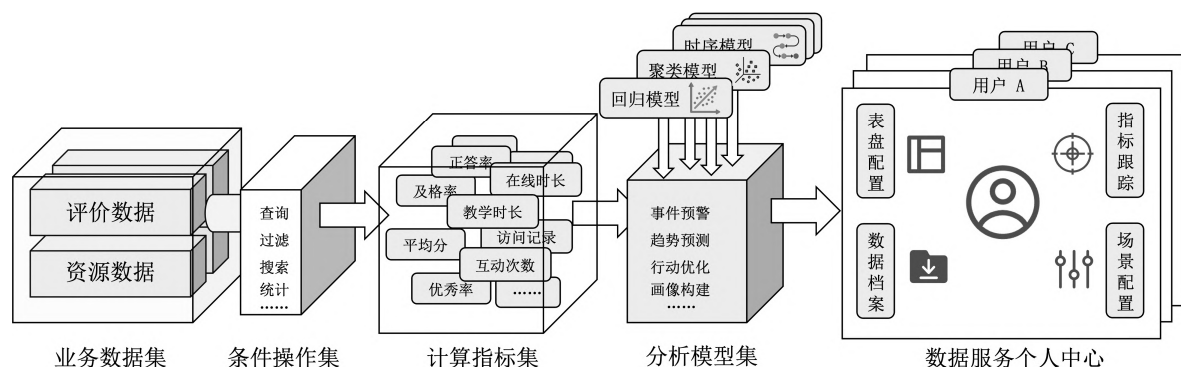 时序模型
聚类模型
回归模型
用户 C
用户 B
用户 A
评价数据
资源数据
查询
过滤
搜索
统计
……
正答率
在线时长
及格率
教学时长
平均分
访问记录
互动次数
优秀率
……
事件预警
趋势预测
行动优化
画像构建
……
表盘配置
指标跟踪
数据档案
场景配置
业务数据集
条件操作集
计算指标集
分析模型集
数据服务个人中心